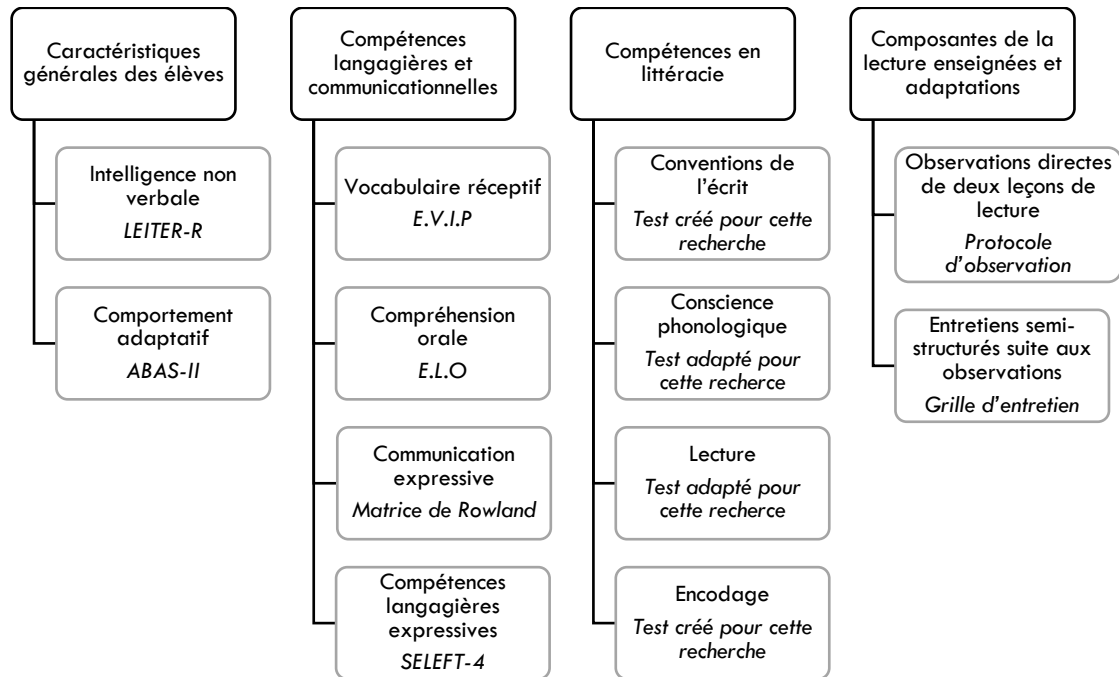 Caractéristiques
générales des élèves
Intelligence non
verbale
LEITER-R
Comportement
adaptatif
ABAS-II
Compétences
langagières et
communicationnelles
Vocabulaire réceptif
E.V.I.P
Compréhension
orale
E.L.O
Communication
expressive
Matrice de Rowland
Compétences
langagières
expressives
SELEFT-4
Compétences en
littéracie
Conventions de
l'écrit
Test créé pour cette
recherche
Conscience
phonologique
Test adapté pour
cette recherce
Lecture
Test adapté pour
cette recherce
Encodage
Test créé pour cette
recherche
Composantes de la
lecture enseignées et
adaptations
Observations directes
de deux leçons de
lecture
Protocole
d'observation
Entretiens semi-
structurés suite aux
observations
Grille d'entretien